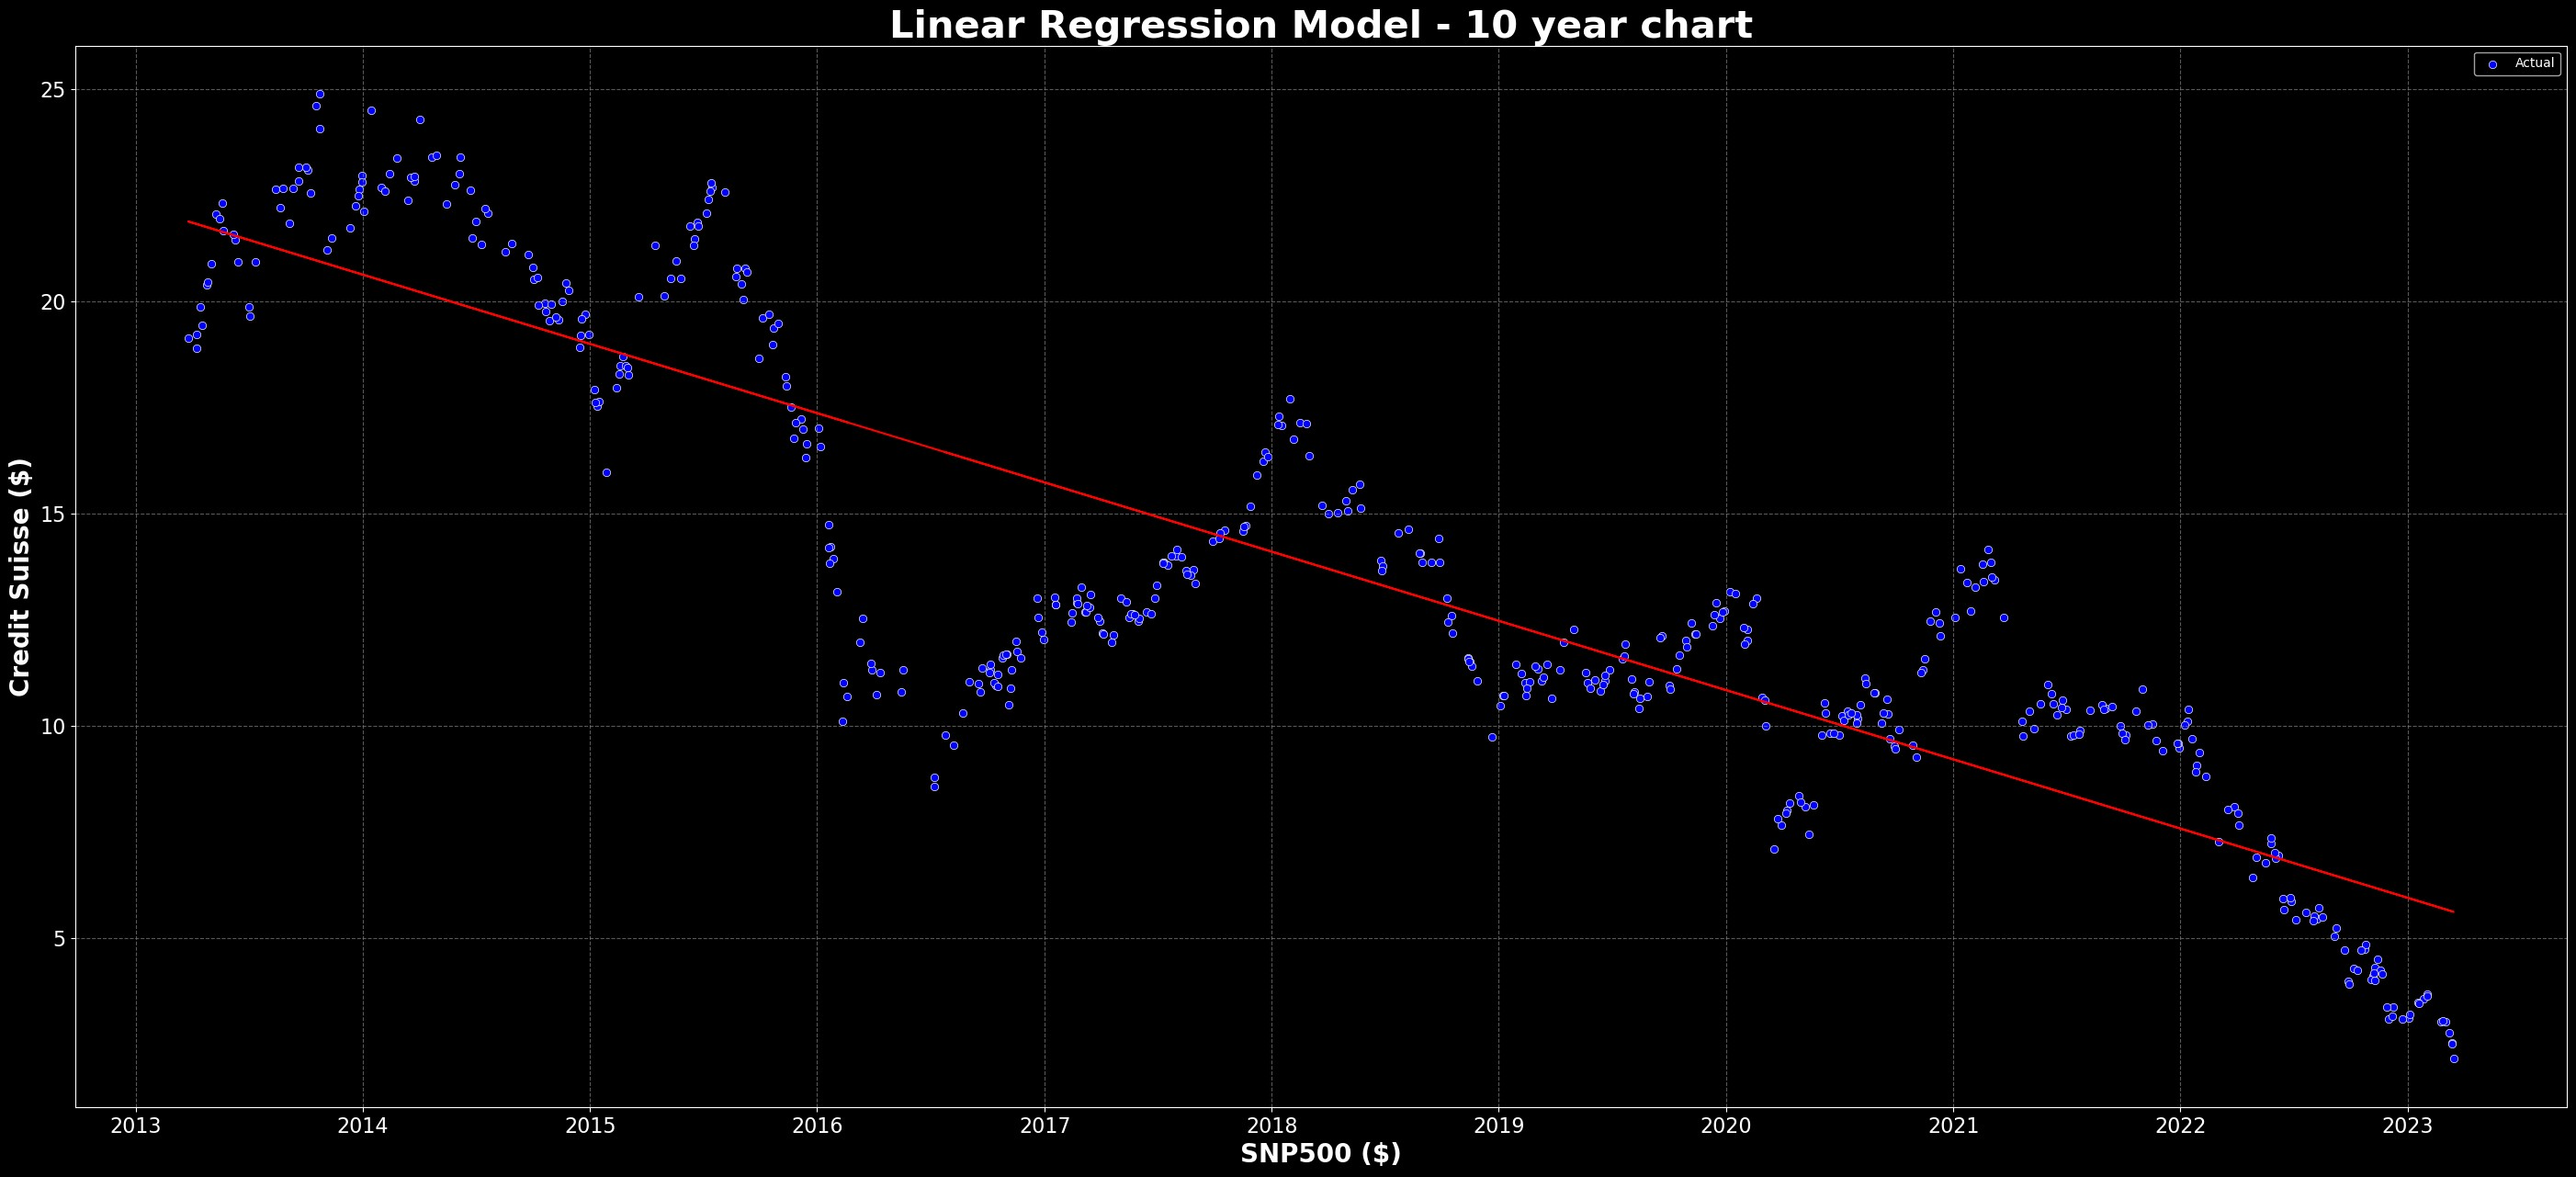 Linear Regression Model - 10 year chart
Actual
25
20
15
10
5
Credit Suisse ($)
2013 2014 2015 2016 2017 2018 2019 2020 2021 2022 2023
SNP500 ($)